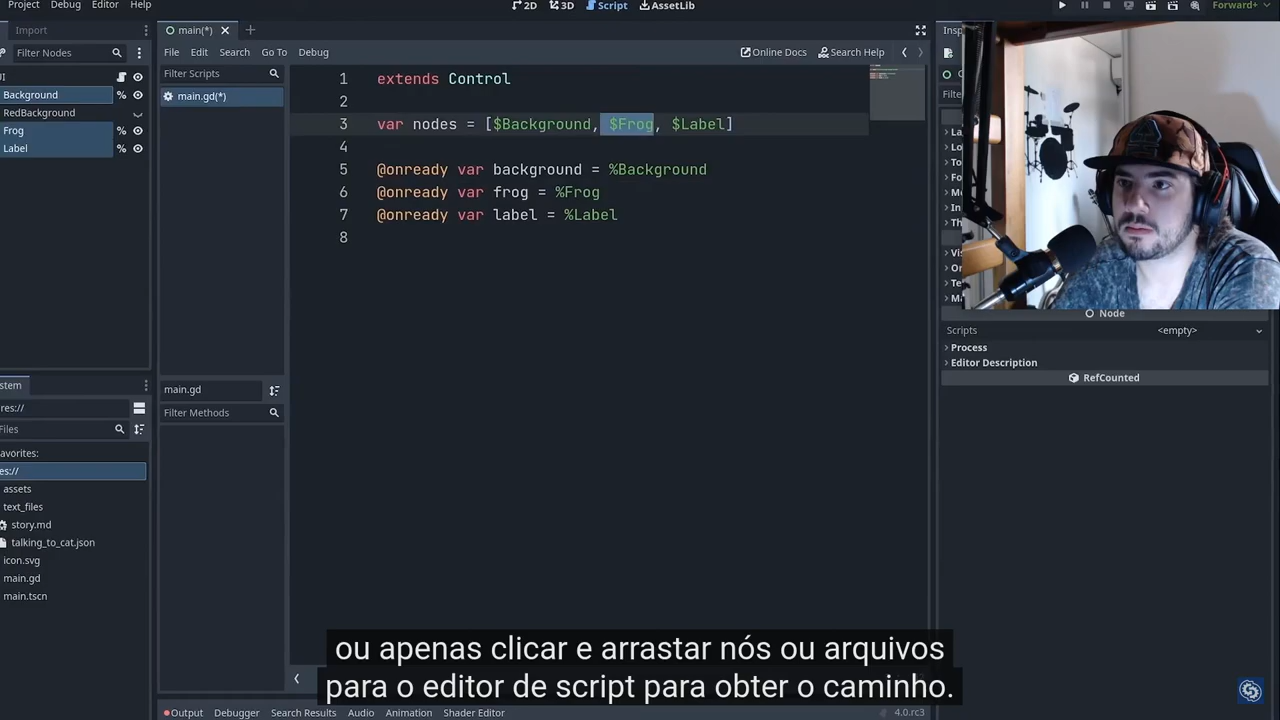 Project Debug Editor Help
2D 3D Script AssetLib
Forward+
Import
main(*)
Filter Nodes
File Edit Search Go To Debug
Online Docs Search Help
Filter Scripts
main.gd(*)
Background
RedBackground
Frog
Label
1 extends Control
2
3 var nodes = [$Background, $Frog, $Label]
4
5 @onready var background = %Background
6 @onready var frog = %Frog
7 @onready var label = %Label
8
main.gd
Filter Methods
Node
Scripts <empty>
Process
Editor Description
RefCounted
stem
res://
Files
avorites:
es://
assets
text_files
story.md
talking_to_cat.json
icon.svg
main.gd
main.tscn
ou apenas clicar e arrastar nós ou arquivos
para o editor de script para obter o caminho.
Output Debugger Search Results Audio Animation Shader Editor
4.0.rc3